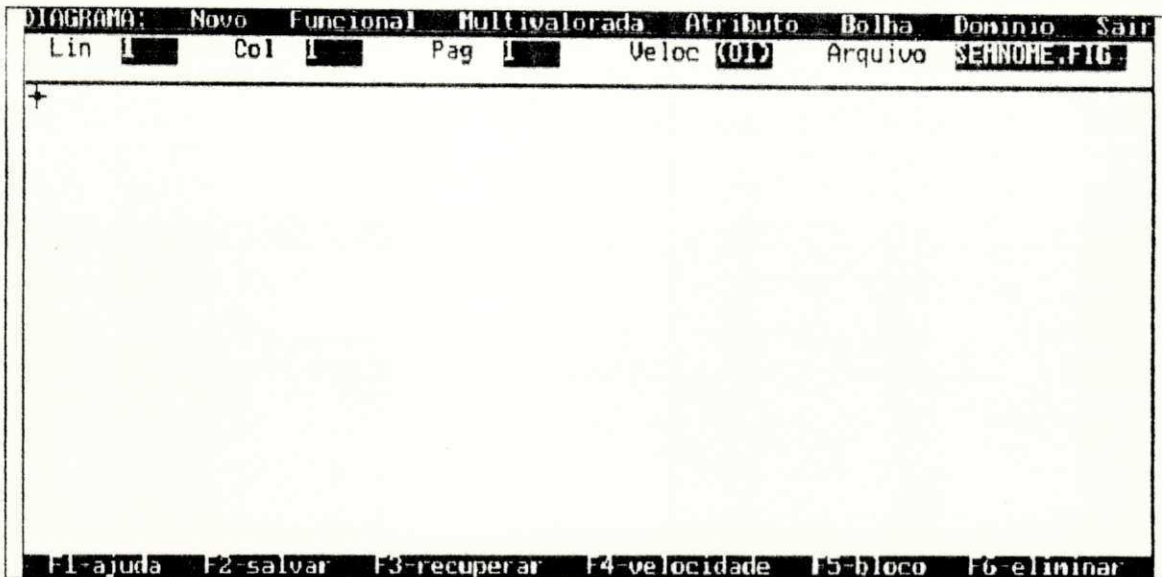 DIAGRAMA: Novo Funcional Multivalorada Atributo Bolha Dominio Sair
Lin 1 Col 1 Pag 1 Veloc (01) Arquivo SEMNOME.FIG
F1-ajuda F2-salvar F3-recuperar F4-velocidade F5-bloco F6-eliminar